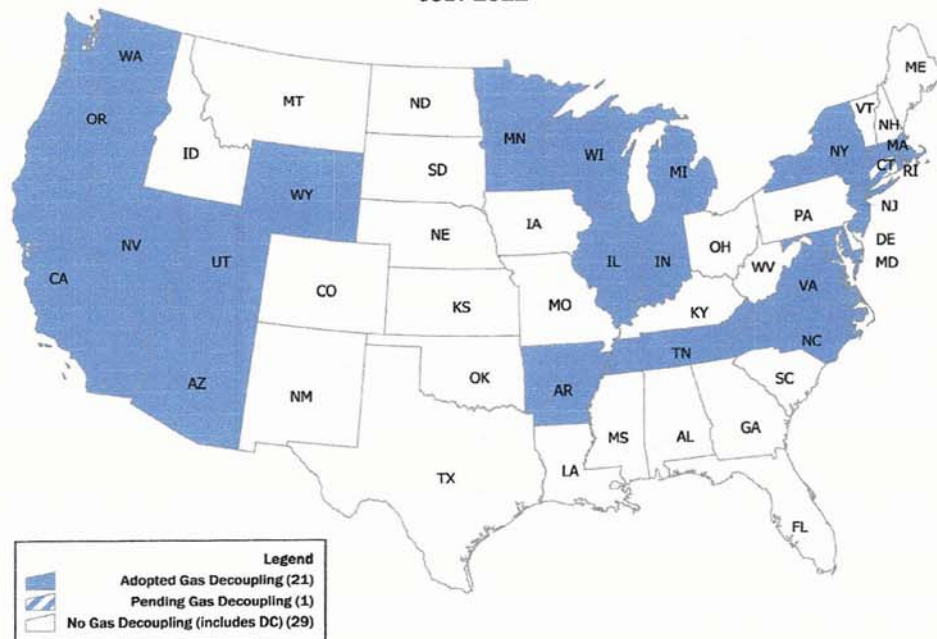 WA
ME
MT
ND
VT
OR
MN
NH
ID
WI
NY
MA
SD
MI
CT
RI
WY
IA
PA
NJ
NE
NV
OH
DE
UT
IL
IN
WV
MD
CA
CO
VA
KS
MO
KY
TN
NC
AZ
OK
NM
AR
SC
MS
AL
GA
LA
TX
FL
Legend
Adopted Gas Decoupling (21)
Pending Gas Decoupling (1)
No Gas Decoupling (includes DC) (29)